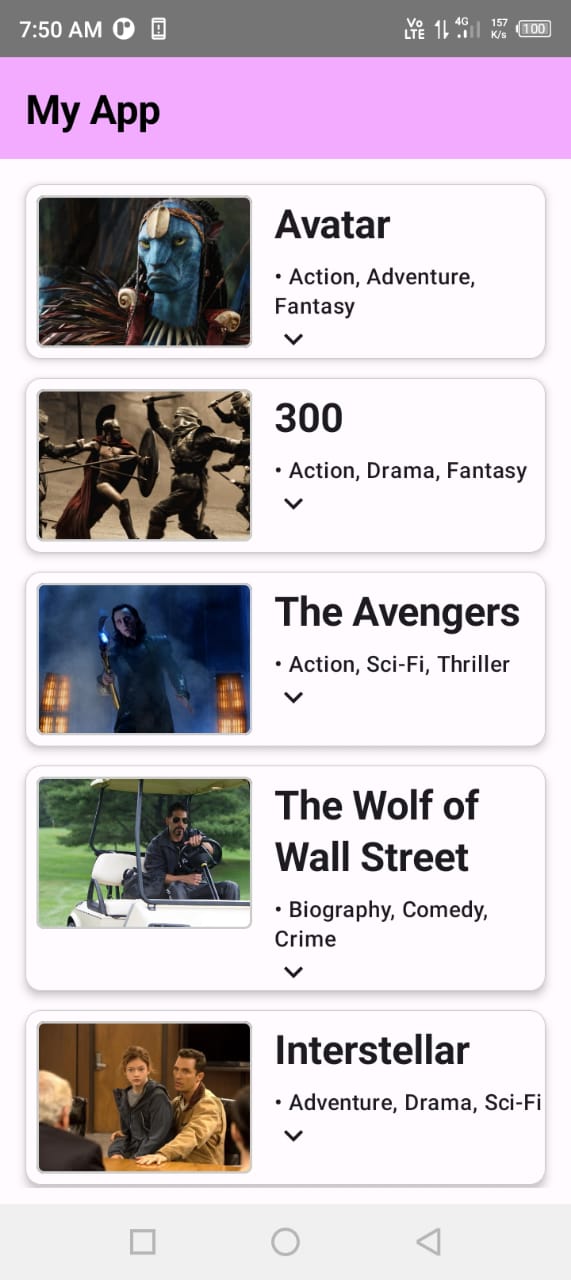 7:50 AM
Vo
LTE
4G
157
K/s
100
My App
Avatar
• Action, Adventure,
Fantasy
300
• Action, Drama, Fantasy
The Avengers
• Action, Sci-Fi, Thriller
The Wolf of
Wall Street
• Biography, Comedy,
Crime
Interstellar
• Adventure, Drama, Sci-Fi